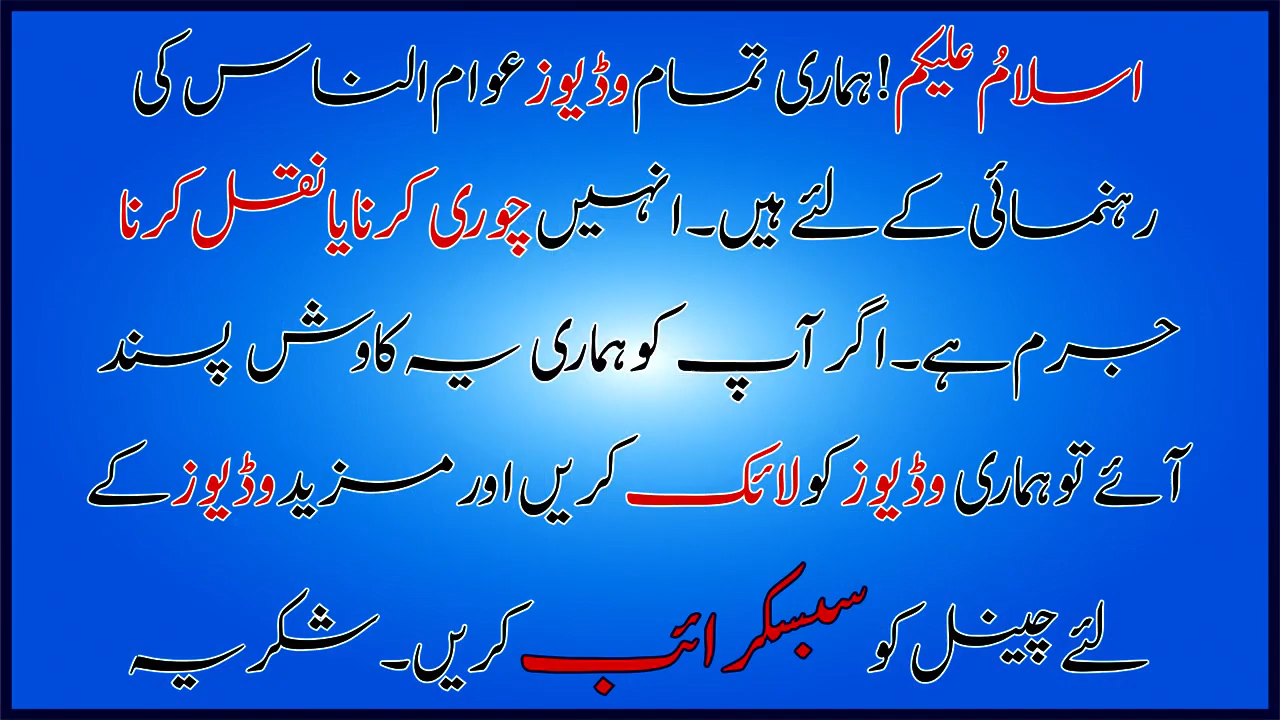 اسلامُ علیکم! ہماری تمام وڈیوز عوام الناس کی
رہنمائی کے لئے ہیں۔ انہیں چوری کرنا یا نقل کرنا
جرم ہے۔ اگر آپ کو ہماری یہ کاوش پسند
آئے تو ہماری وڈیوز کو لائک کریں اور مزید وڈیوز کے
لئے چینل کو سبسکرائب کریں۔ شکریہ